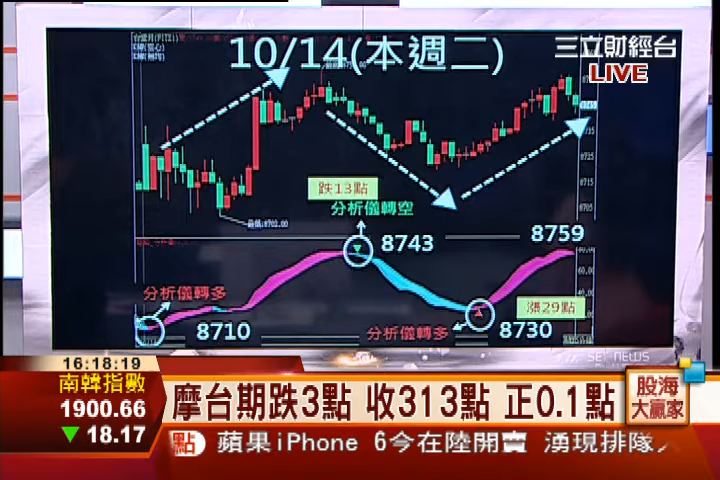 10/14(本週二)
三立財經台
LIVE
跌13點
分析儀轉空
8743
8759
分析儀轉多
漲29點
8710
分析儀轉多
8730
SET NEWS
16:18:19
南韓指數
1900.66
▼18.17
摩台期跌3點 收313點 正0.1點
股海
大贏家
點 蘋果iPhone 6今在陸開賣 湧現排隊人